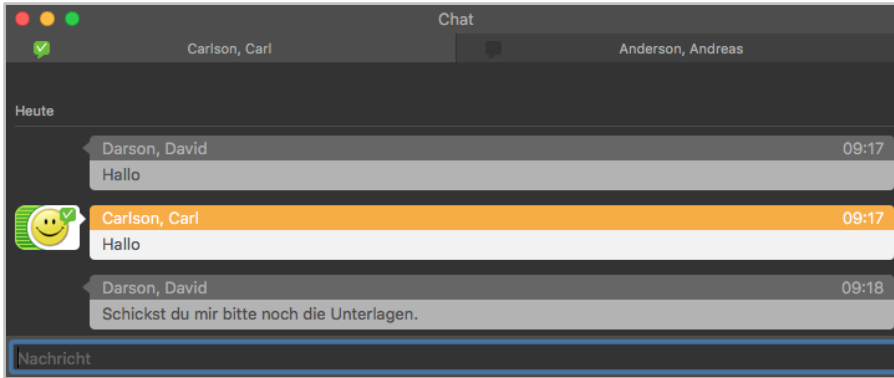 Chat
Carlson, Carl
Anderson, Andreas
Heute
Darson, David 09:17
Hallo
Carlson, Carl 09:17
Hallo
Darson, David 09:18
Schickst du mir bitte noch die Unterlagen.
Nachricht